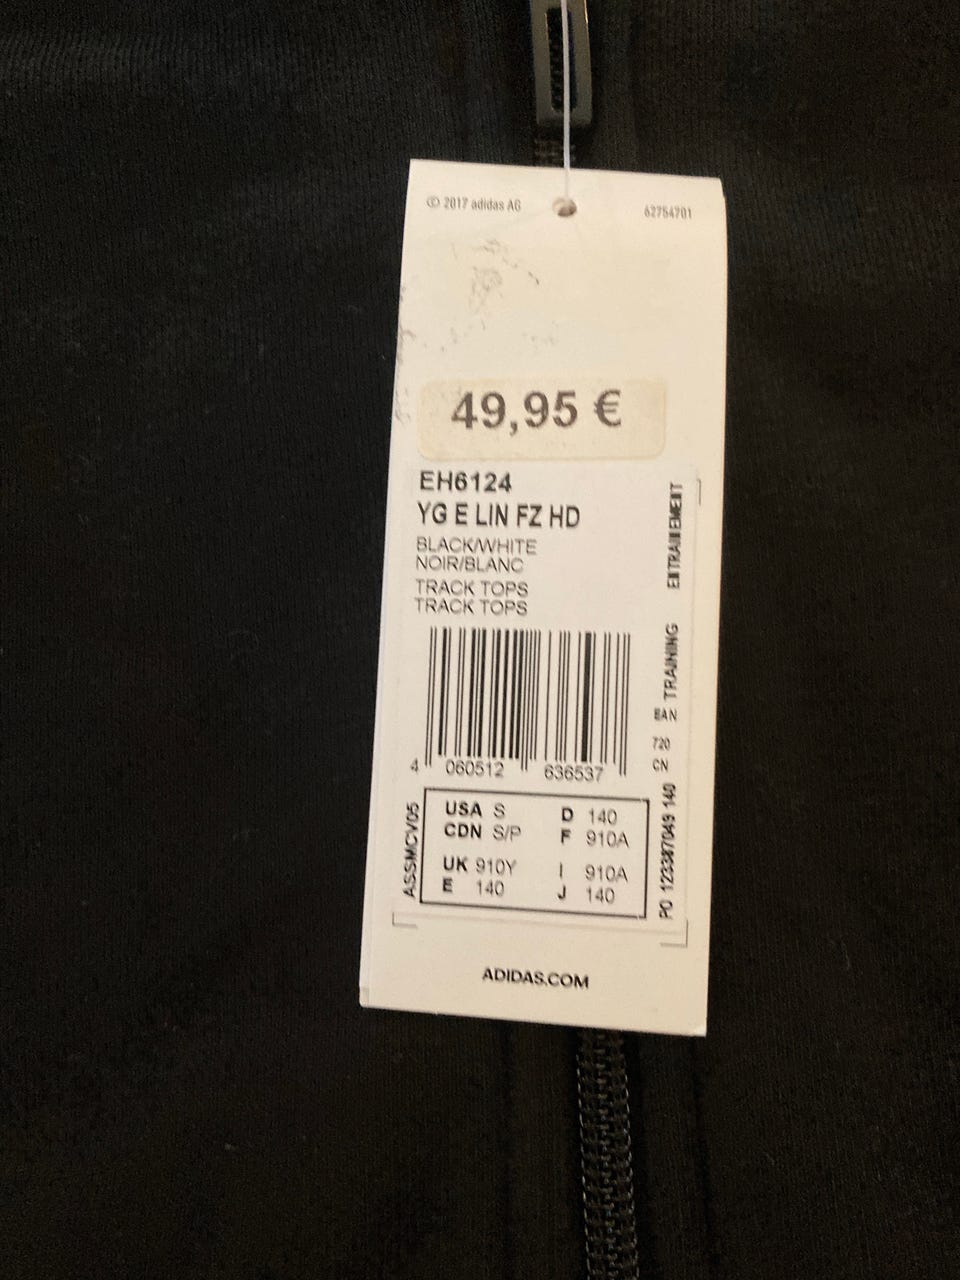 © 2017 adidas AG
62754701
49,95 €
EH6124
YG E LIN FZ HD
BLACK/WHITE
NOIR/BLANC
TRACK TOPS
TRACK TOPS
TRAINING ENTRAINEMENT
EAN
720
CN
4 060512 636537
ASSMCV05
USA S D 140
CDN S/P F 910A
UK 910Y I 910A
E 140 J 140
PO 123387049 140
ADIDAS.COM